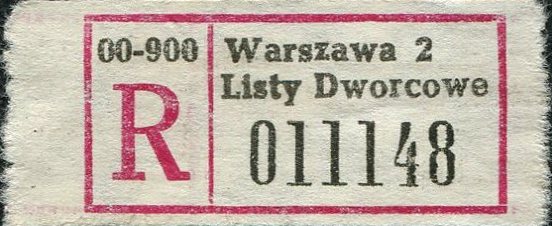 00-900 Warszawa 2
Listy Dworcowe
R 011148